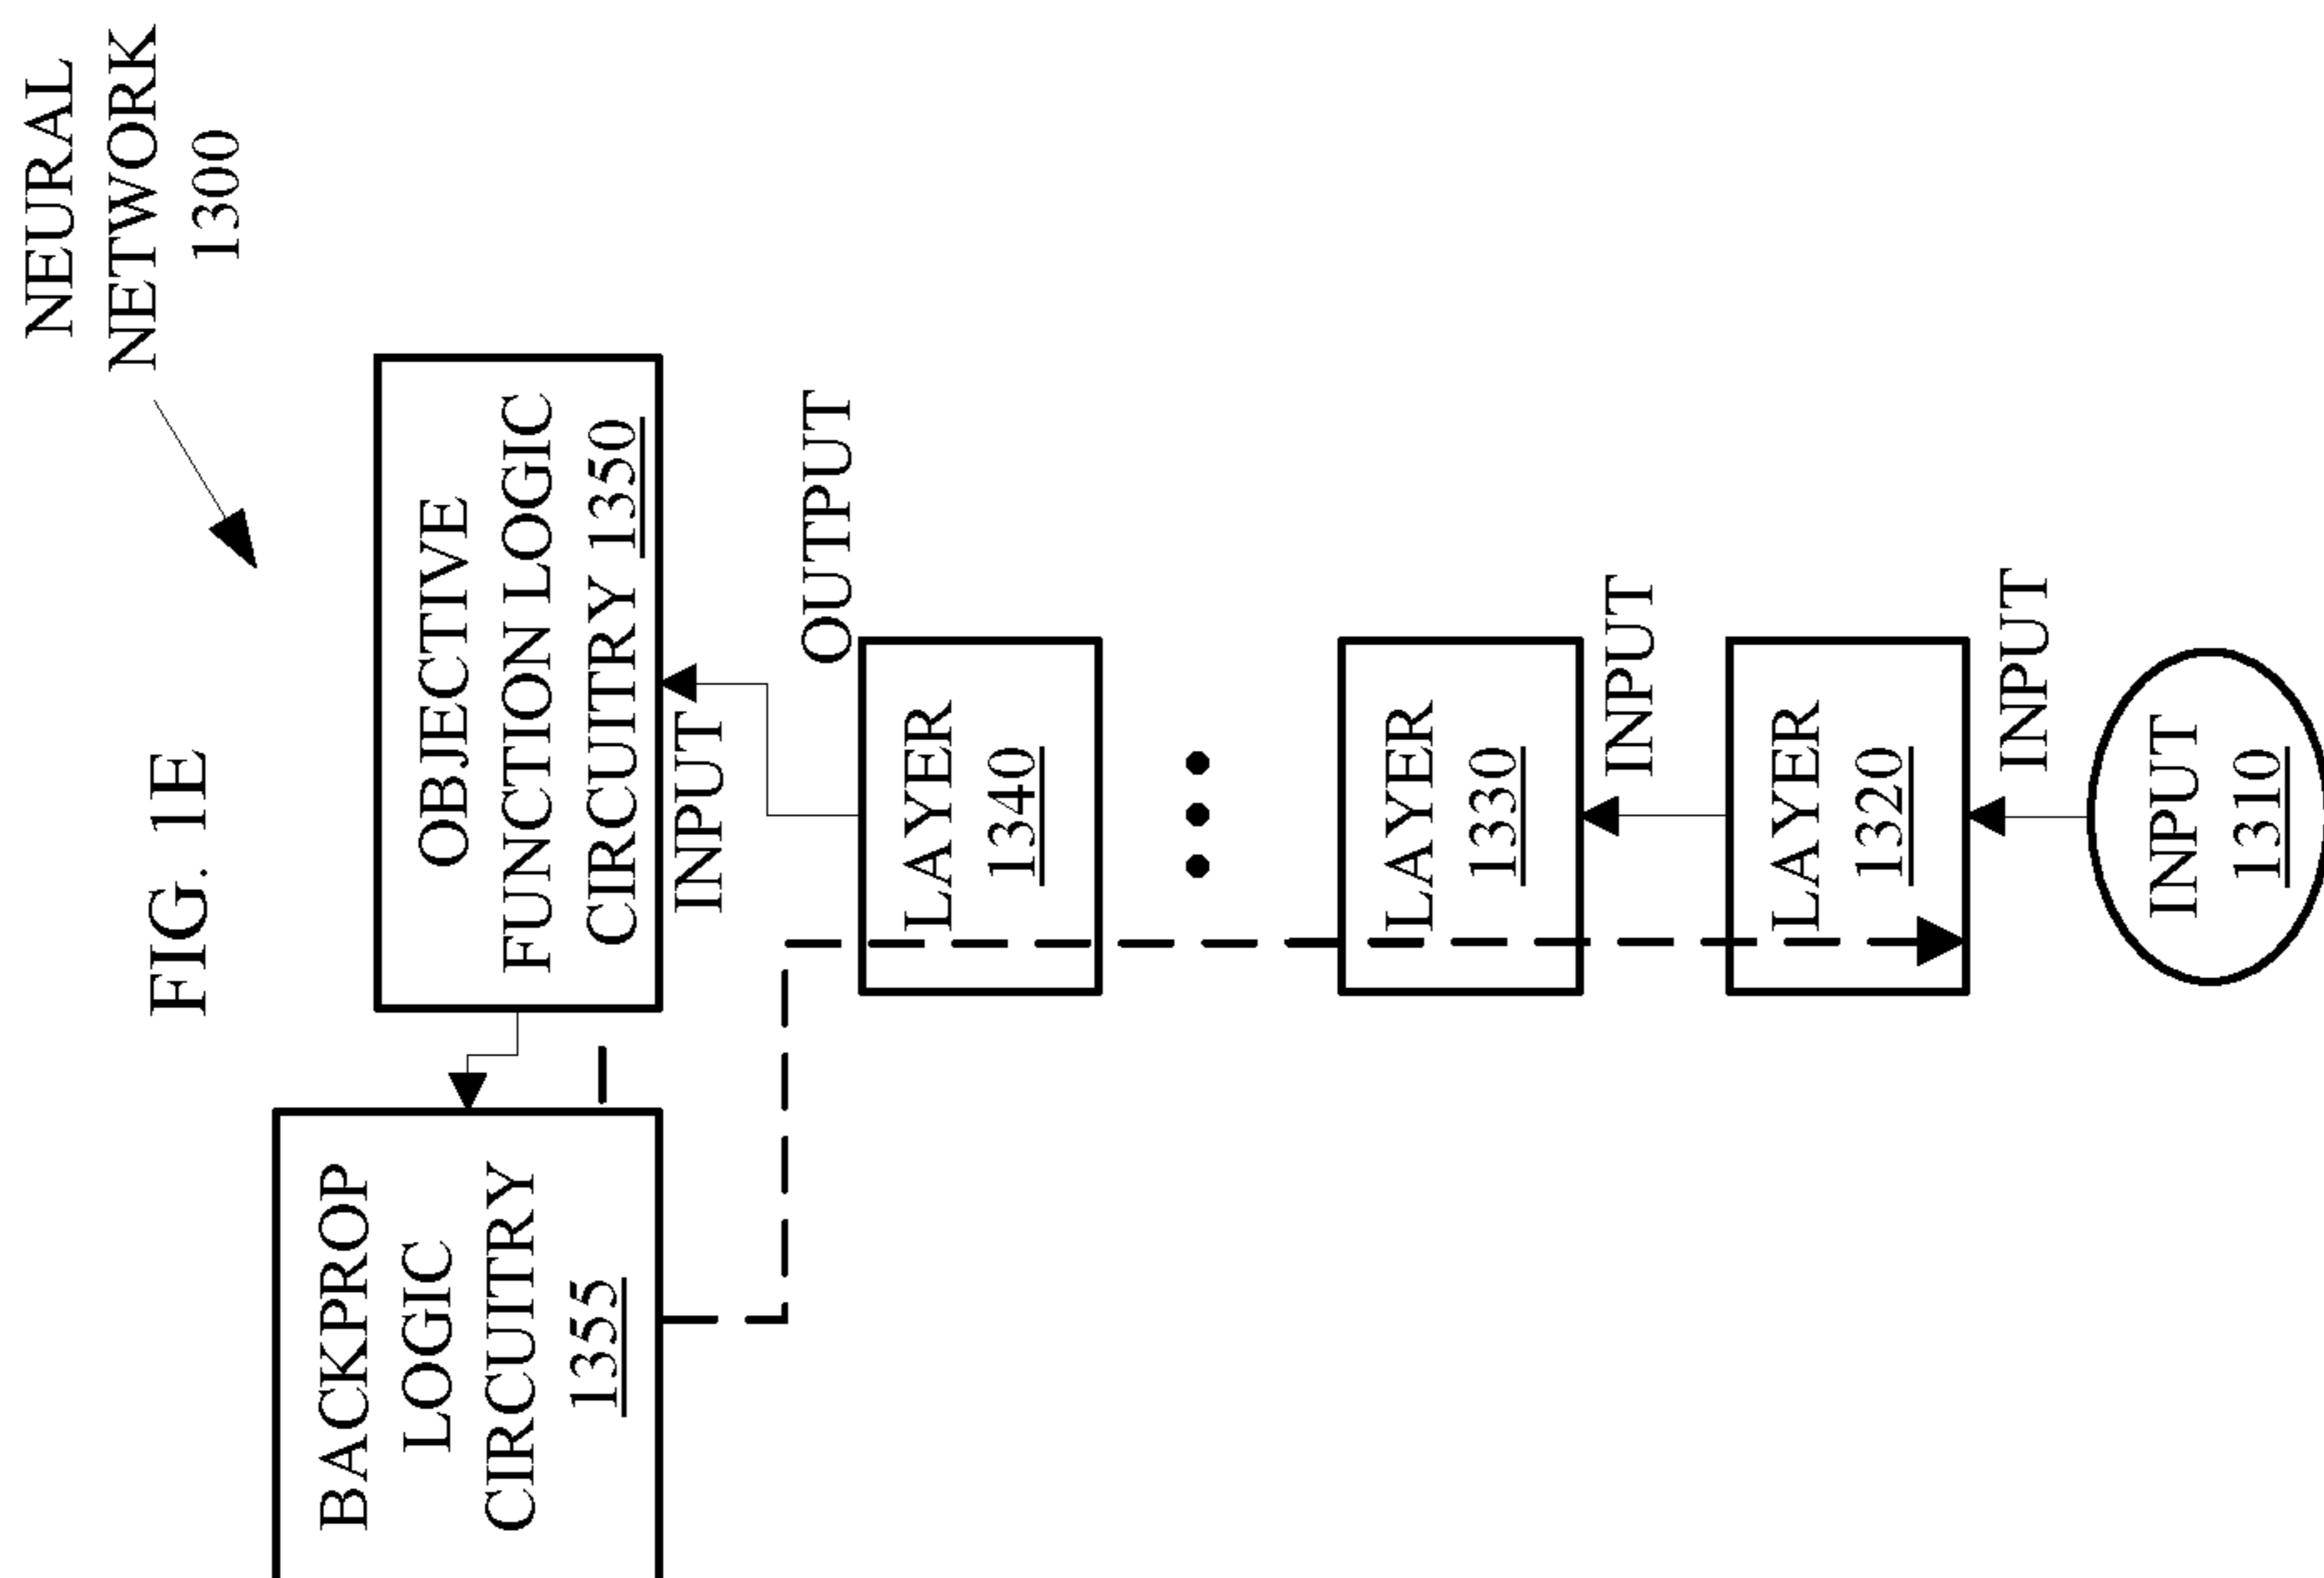 NEURAL
NETWORK
1300
FIG. 1E
OBJECTIVE
FUNCTION LOGIC
CIRCUITRY 1350
BACKPROP
LOGIC
CIRCUITRY
1355
INPUT
OUTPUT
LAYER
1340
LAYER
1330
INPUT
LAYER
1320
INPUT
INPUT
1310